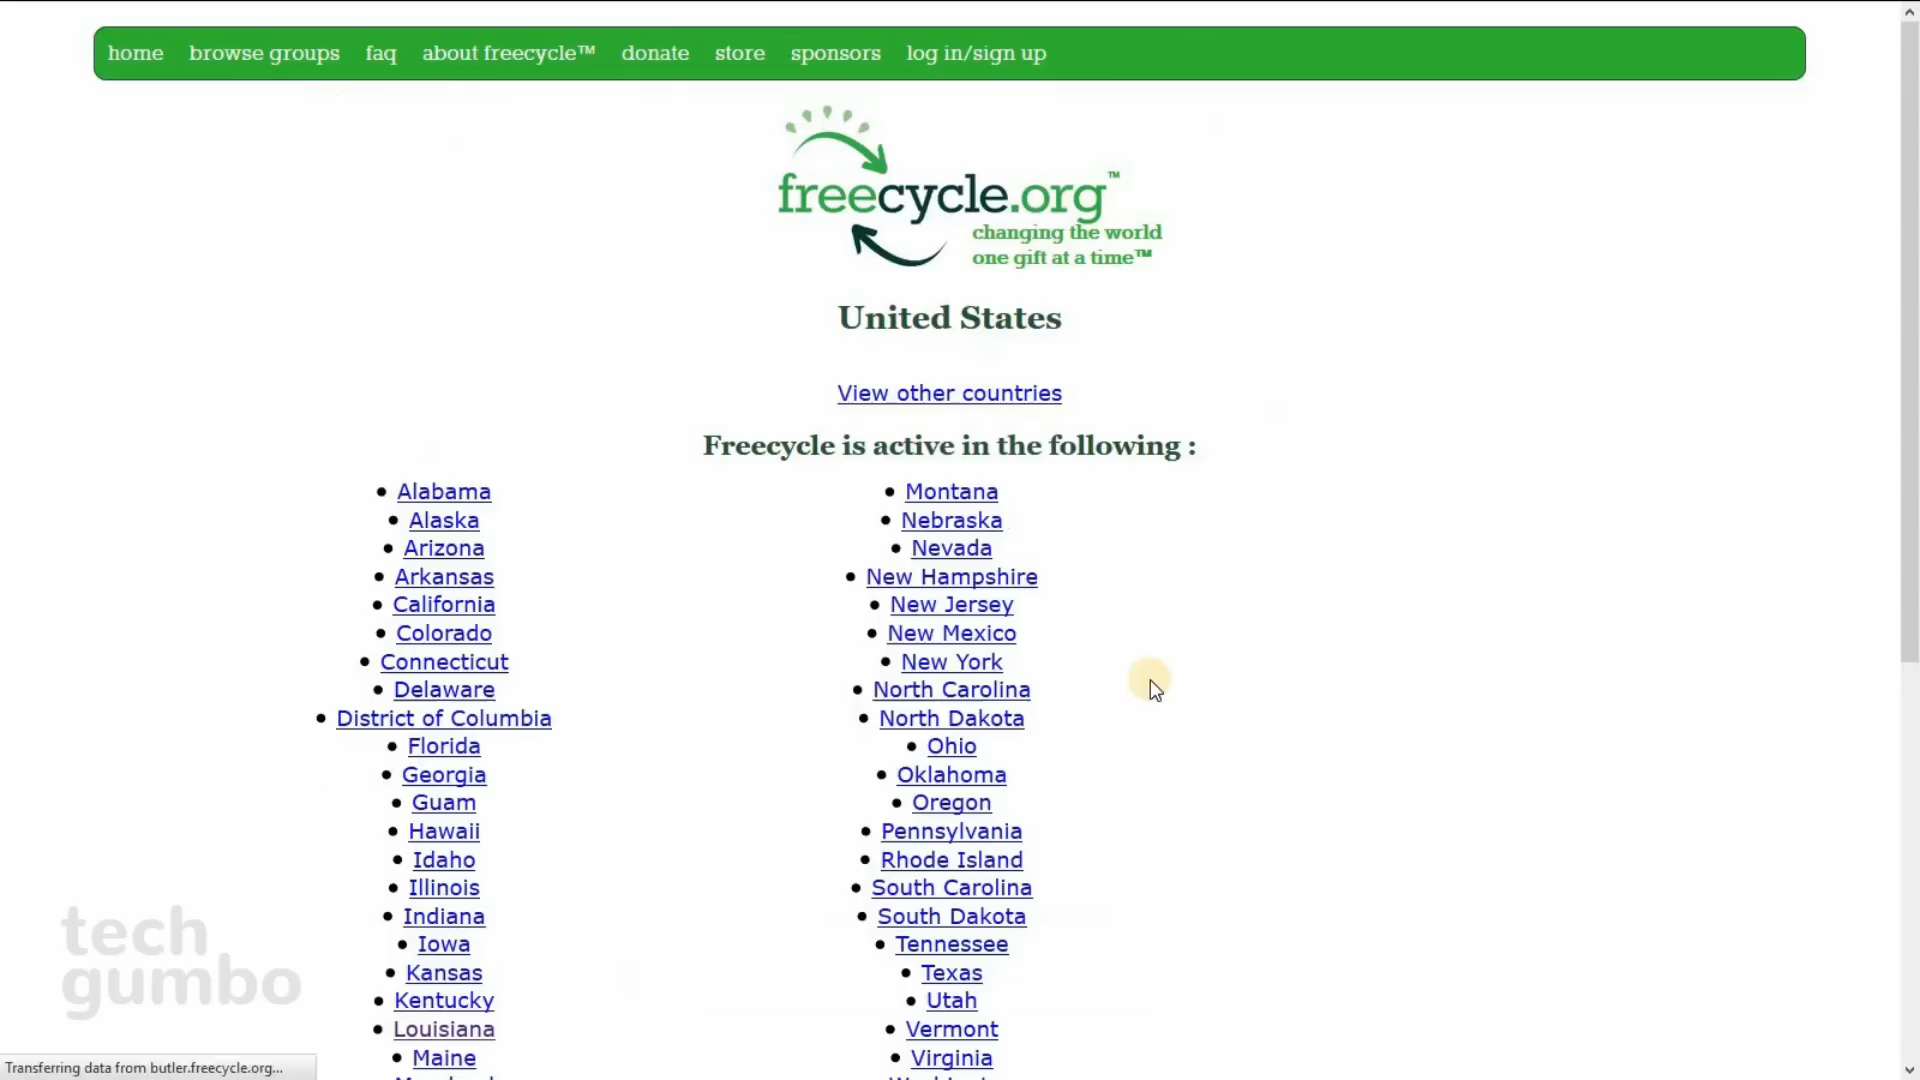 home browse groups faq about freecycle™ donate store sponsors log in/sign up
freecycle.org™
changing the world
one gift at a time™
United States
View other countries
Freecycle is active in the following :
Alabama
Alaska
Arizona
Arkansas
California
Colorado
Connecticut
Delaware
District of Columbia
Florida
Georgia
Guam
Hawaii
Idaho
Illinois
Indiana
Iowa
Kansas
Kentucky
Louisiana
Maine
Montana
Nebraska
Nevada
New Hampshire
New Jersey
New Mexico
New York
North Carolina
North Dakota
Ohio
Oklahoma
Oregon
Pennsylvania
Rhode Island
South Carolina
South Dakota
Tennessee
Texas
Utah
Vermont
Virginia
tech
gumbo
Transferring data from butler.freecycle.org...